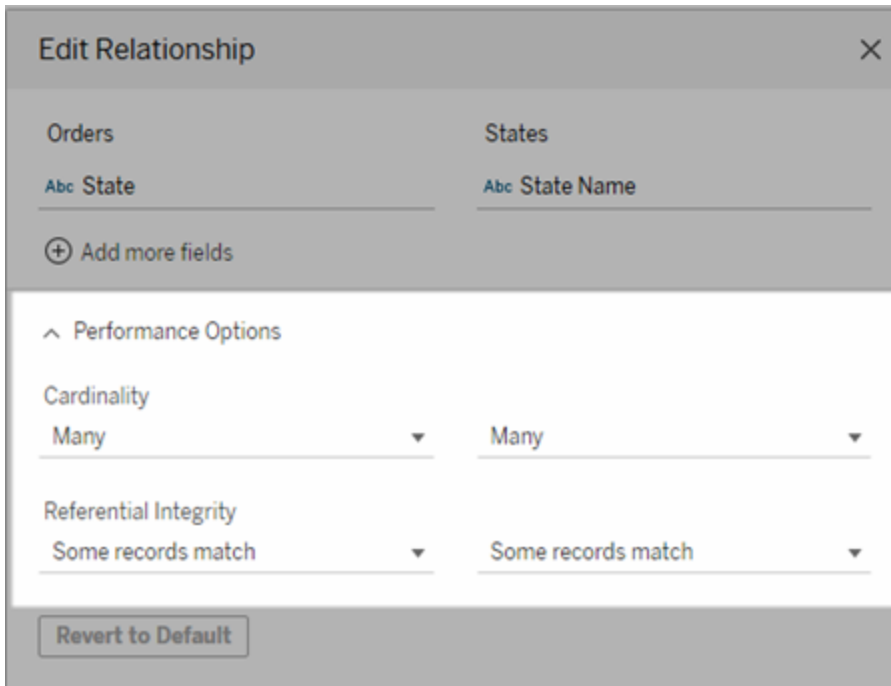 Edit Relationship
Orders States
Abc State Abc State Name
Add more fields
Performance Options
Cardinality
Many Many
Referential Integrity
Some records match Some records match
Revert to Default